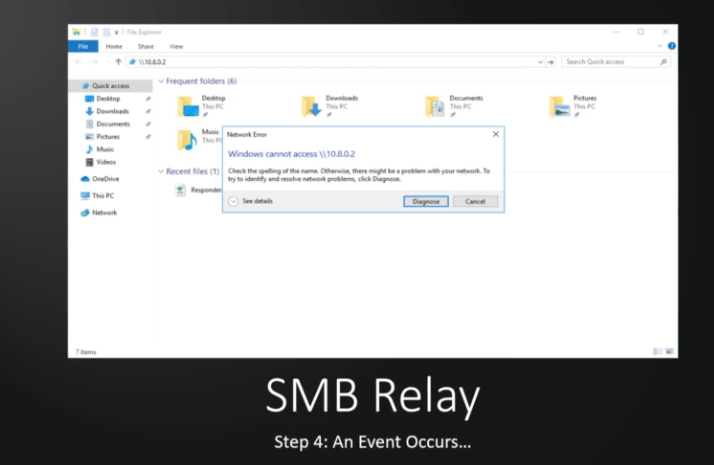 File Explorer
File Home Share View
\\10.8.0.2 Search Quick access
Quick access
Desktop
Downloads
Documents
Pictures
Music
Videos
OneDrive
This PC
Network
Frequent folders (6)
Desktop
This PC
Downloads
This PC
Documents
This PC
Pictures
This PC
Music
This PC
Recent files (1)
Responder
Network Error
Windows cannot access \\10.8.0.2
Check the spelling of the name. Otherwise, there might be a problem with your network. To
try to identify and resolve network problems, click Diagnose.
See details Diagnose Cancel
7 items
SMB Relay
Step 4: An Event Occurs...